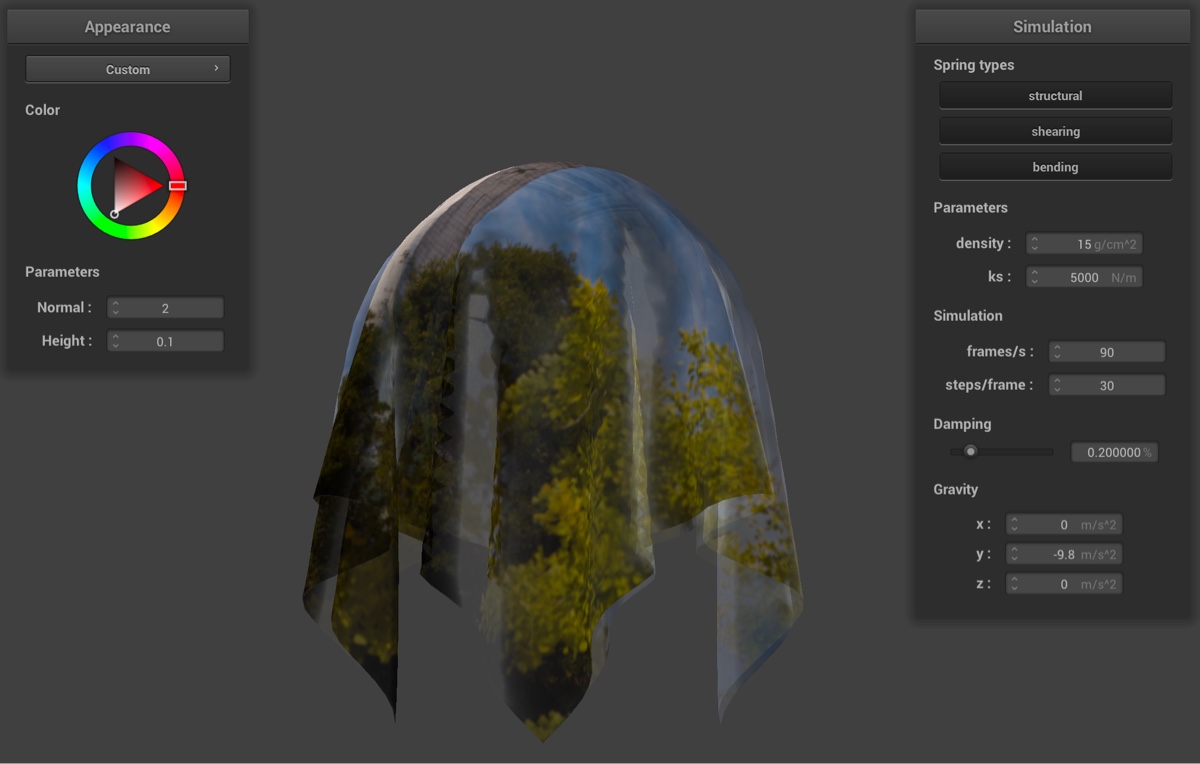 Appearance
Custom ›
Color
Parameters
Normal : 2
Height : 0.1
Simulation
Spring types
structural
shearing
bending
Parameters
density : 15 g/cm^2
ks : 5000 N/m
Simulation
frames/s : 90
steps/frame : 30
Damping
0.200000 %
Gravity
x : 0 m/s^2
y : -9.8 m/s^2
z : 0 m/s^2